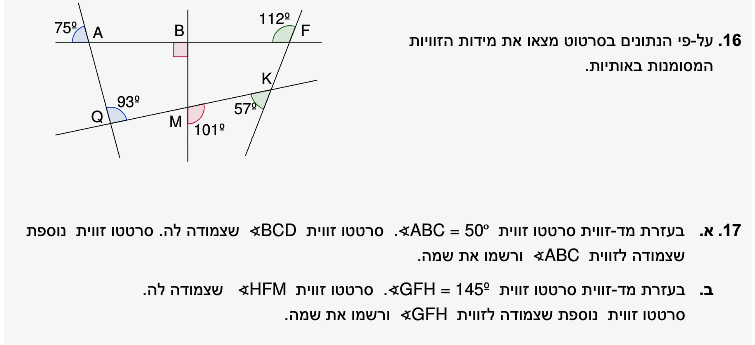 16. על-פי הנתונים בסרטוט מצאו את מידות הזוויות
המסומנות באותיות.
75º A B 112º F
K
Q 93º 57º
M 101º
17. א. בעזרת מד-זווית סרטטו זווית ∢ABC = 50º. סרטטו זווית ∢BCD שצמודה לה. סרטטו זווית נוספת
שצמודה לזווית ∢ABC ורשמו את שמה.
ב. בעזרת מד-זווית סרטטו זווית ∢GFH = 145º. סרטטו זווית ∢HFM שצמודה לה.
סרטטו זווית נוספת שצמודה לזווית ∢GFH ורשמו את שמה.